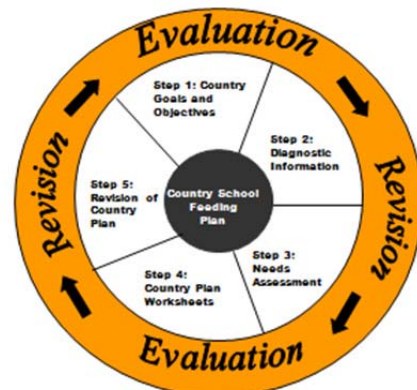 Evaluation
Step 1: Country
Goals and
Objectives
Step 2:
Diagnostic
Information
Revision
Step 3:
Needs
Assessment
Evaluation
Step 4:
Country Plan
Worksheets
Revision
Step 5:
Revision of
Country
Plan
Country School
Feeding
Plan